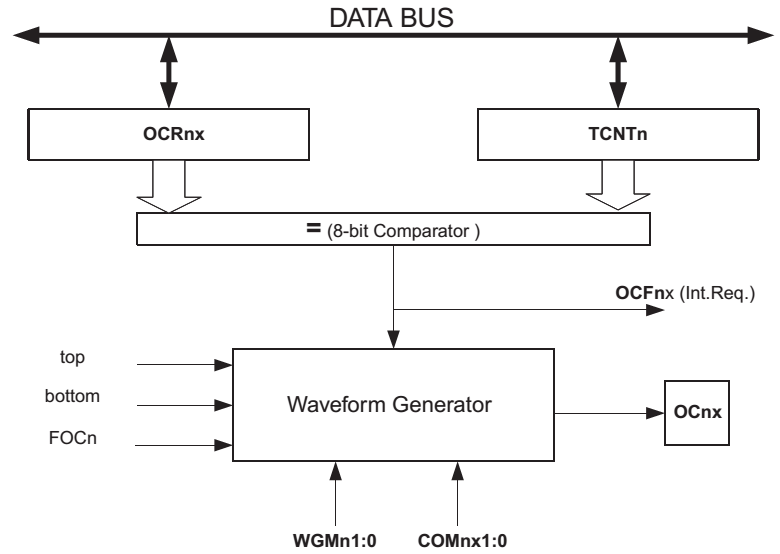 DATA BUS
OCRnx
TCNTn
= (8-bit Comparator )
OCFnx (Int.Req.)
top
bottom
FOCn
Waveform Generator
OCnx
WGMn1:0
COMnx1:0